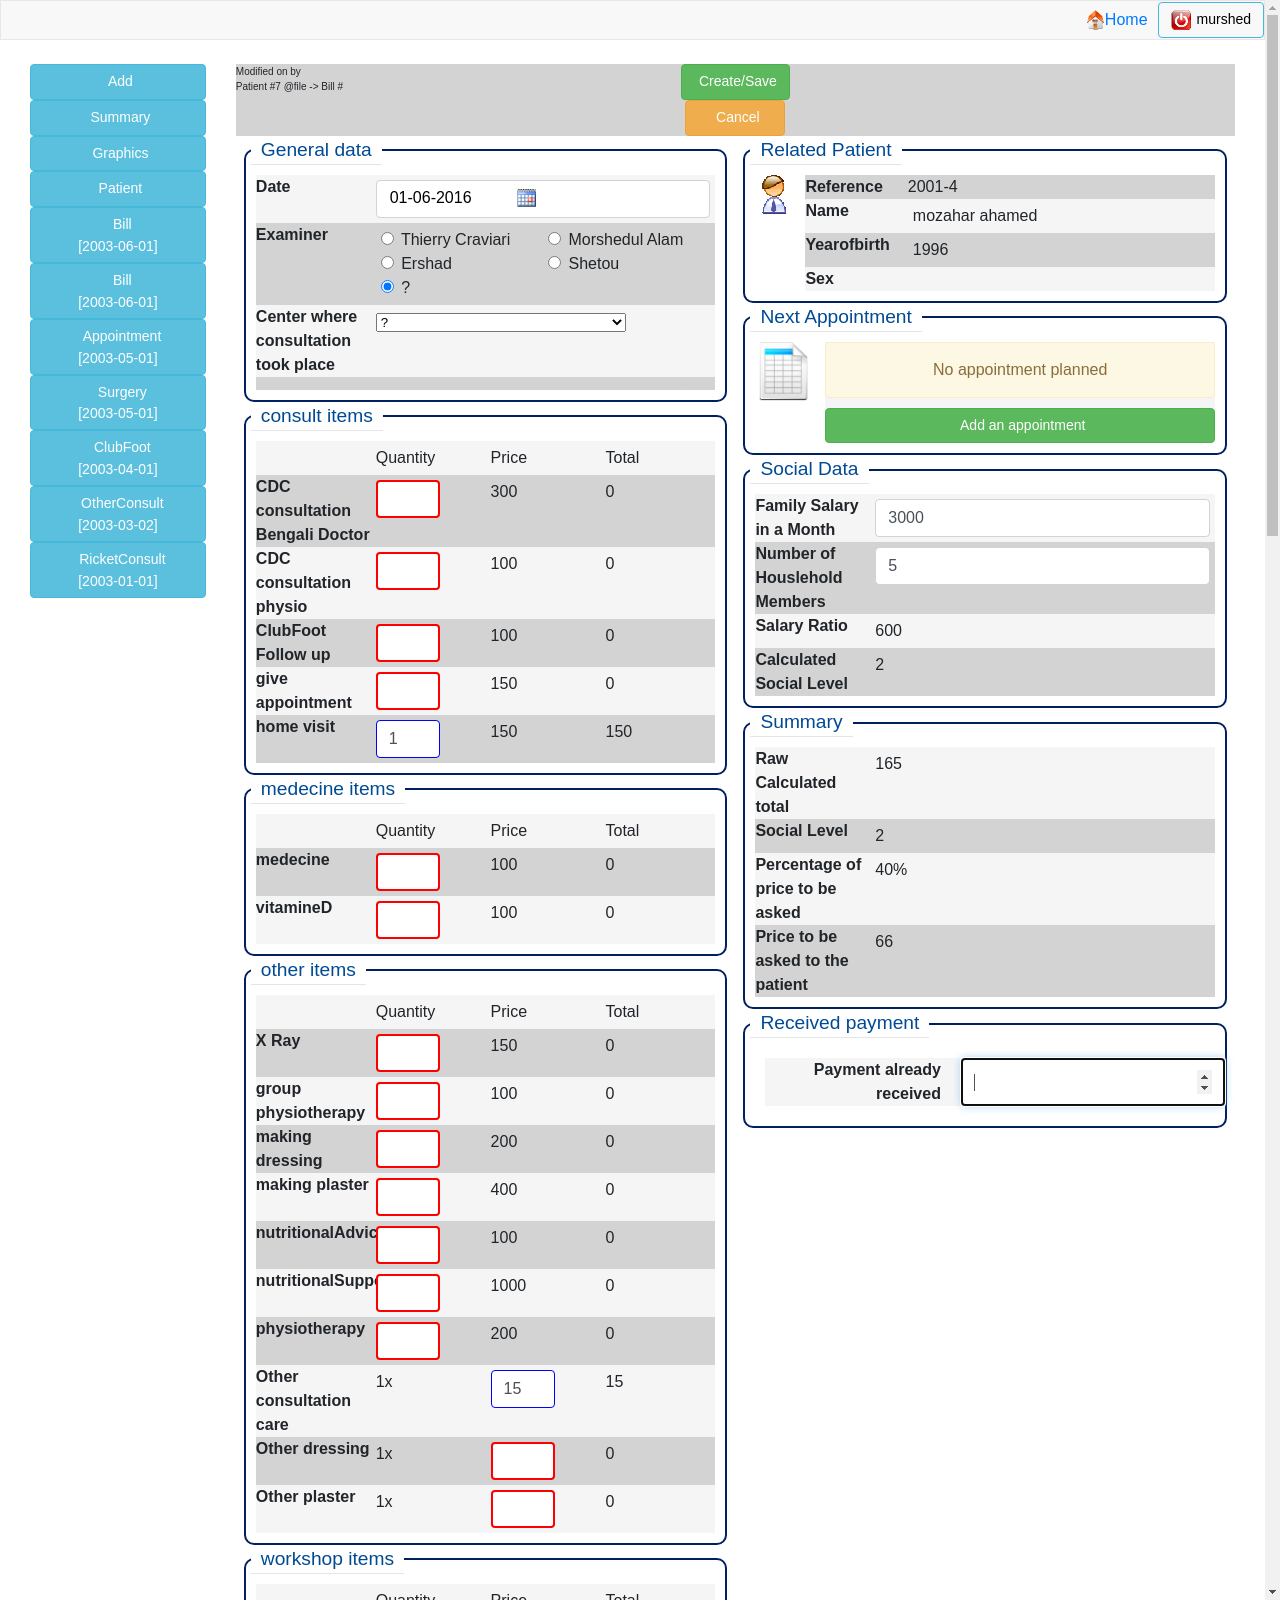 Home
murshed
Add
Summary
Graphics
Patient
Bill
[2003-06-01]
Bill
[2003-06-01]
Appointment
[2003-05-01]
Surgery
[2003-05-01]
ClubFoot
[2003-04-01]
OtherConsult
[2003-03-02]
RicketConsult
[2003-01-01]
Modified on by
Patient #7 @file -> Bill #
Create/Save
Cancel
General data
Date
01-06-2016
Examiner
Thierry Craviari
Morshedul Alam
Ershad
Shetou
?
Center where
consultation
took place
?
consult items
Quantity Price Total
CDC
consultation
Bengali Doctor
300 0
CDC
consultation
physio
100 0
ClubFoot
Follow up
100 0
give
appointment
150 0
home visit
1 150 150
medecine items
Quantity Price Total
medecine
100 0
vitamineD
100 0
other items
Quantity Price Total
X Ray
150 0
group
physiotherapy
100 0
making
dressing
200 0
making plaster
400 0
nutritionalAdvic
100 0
nutritionalSupp
1000 0
physiotherapy
200 0
Other
consultation
care
1x 15 15
Other dressing
1x 0
Other plaster
1x 0
workshop items
Quantity Price Total
Related Patient
Reference 2001-4
Name mozahar ahamed
Yearofbirth 1996
Sex
Next Appointment
No appointment planned
Add an appointment
Social Data
Family Salary
in a Month
3000
Number of
Houslehold
Members
5
Salary Ratio
600
Calculated
Social Level
2
Summary
Raw
Calculated
total
165
Social Level
2
Percentage of
price to be
asked
40%
Price to be
asked to the
patient
66
Received payment
Payment already
received